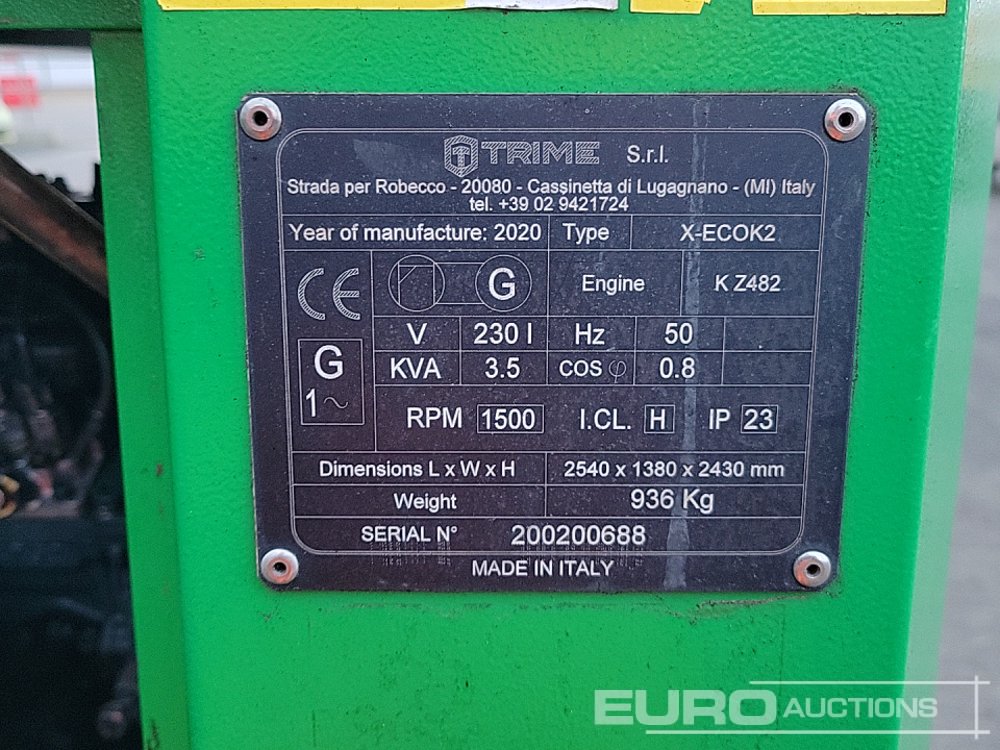 TRIME S.r.l.
Strada per Robecco - 20080 - Cassinetta di Lugagnano - (MI) Italy
tel. +39 02 9421724
Year of manufacture: 2020 Type X-ECOK2
CE G Engine K Z482
V 230 I Hz 50
G KVA 3.5 cos φ 0.8
1~ RPM 1500 I.CL. H IP 23
Dimensions L x W x H 2540 x 1380 x 2430 mm
Weight 936 Kg
SERIAL N° 200200688
MADE IN ITALY
EURO AUCTIONS